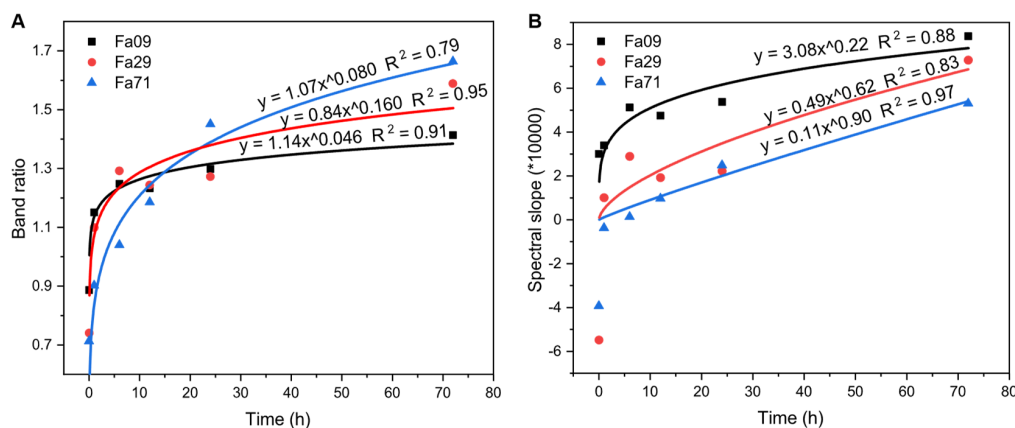 A
Fa09
Fa29
Fa71
y = 1.07x^0.080 R² = 0.79
y = 0.84x^0.160 R² = 0.95
y = 1.14x^0.046 R² = 0.91
1.7
1.5
1.3
1.1
0.9
0.7
Band ratio
0 10 20 30 40 50 60 70 80
Time (h)
B
Fa09
Fa29
Fa71
y = 3.08x^0.22 R² = 0.88
y = 0.49x^0.62 R² = 0.83
y = 0.11x^0.90 R² = 0.97
8
6
4
2
0
-2
-4
-6
Spectral slope (*10000)
0 10 20 30 40 50 60 70 80
Time (h)